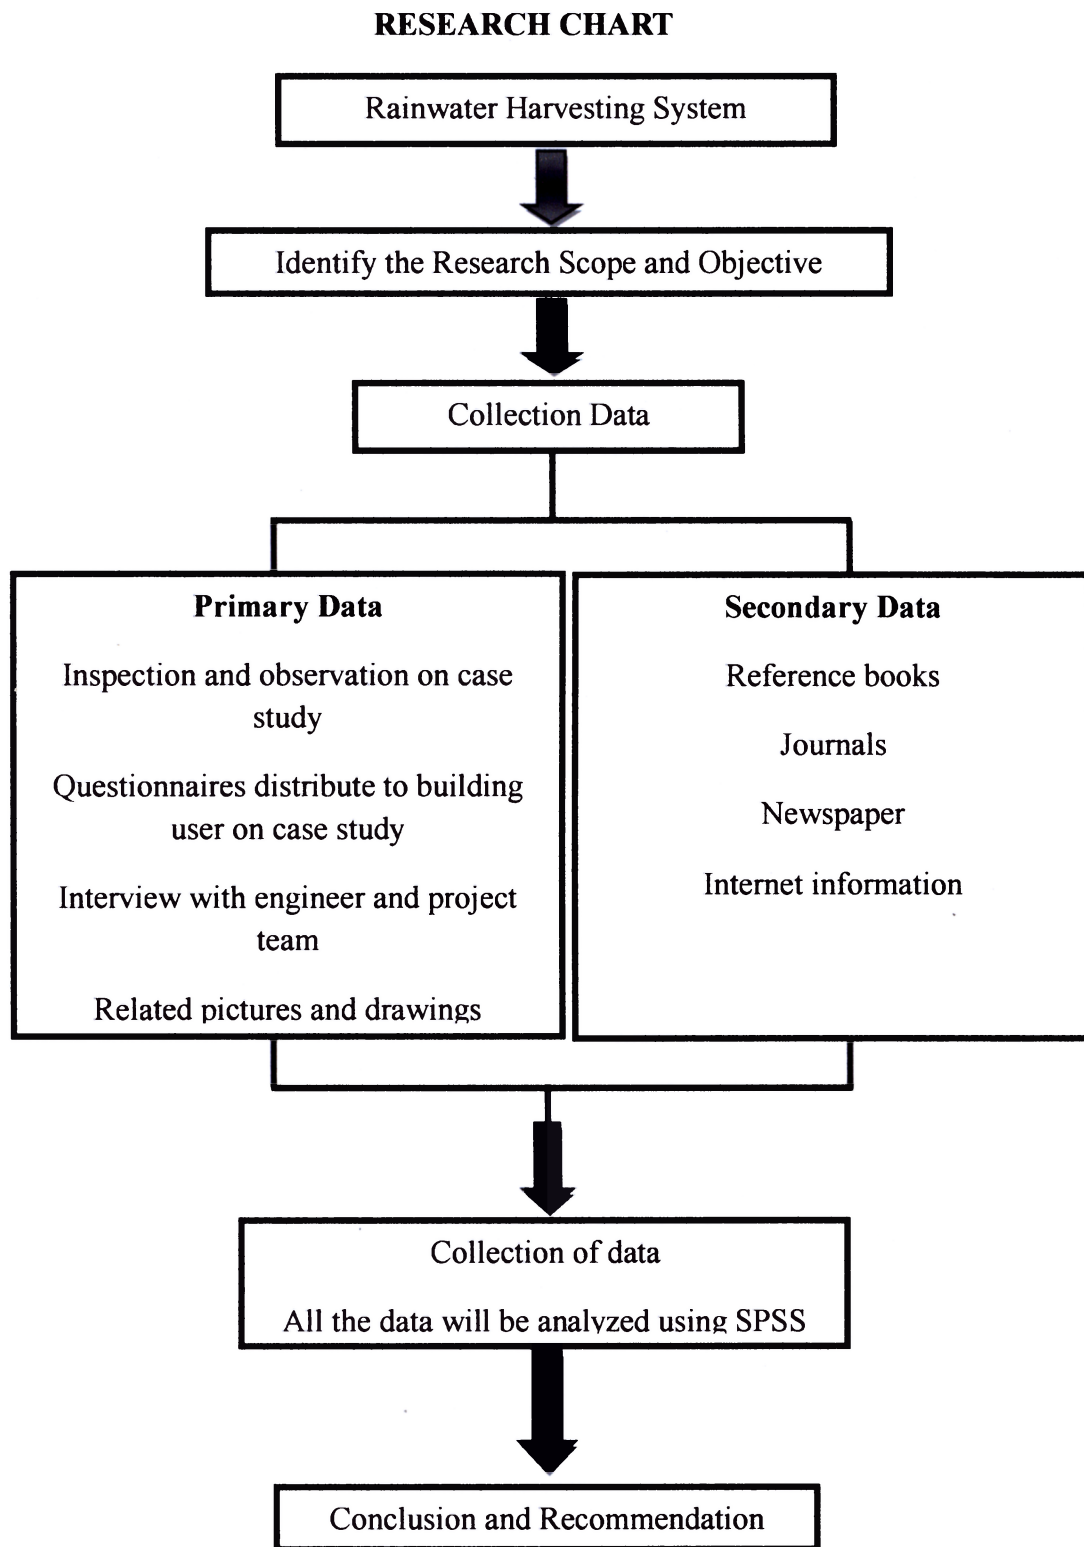 RESEARCH CHART
Rainwater Harvesting System
Identify the Research Scope and Objective
Collection Data
Primary Data
Inspection and observation on case
study
Questionnaires distribute to building
user on case study
Interview with engineer and project
team
Related pictures and drawings
Secondary Data
Reference books
Journals
Newspaper
Internet information
Collection of data
All the data will be analyzed using SPSS
Conclusion and Recommendation